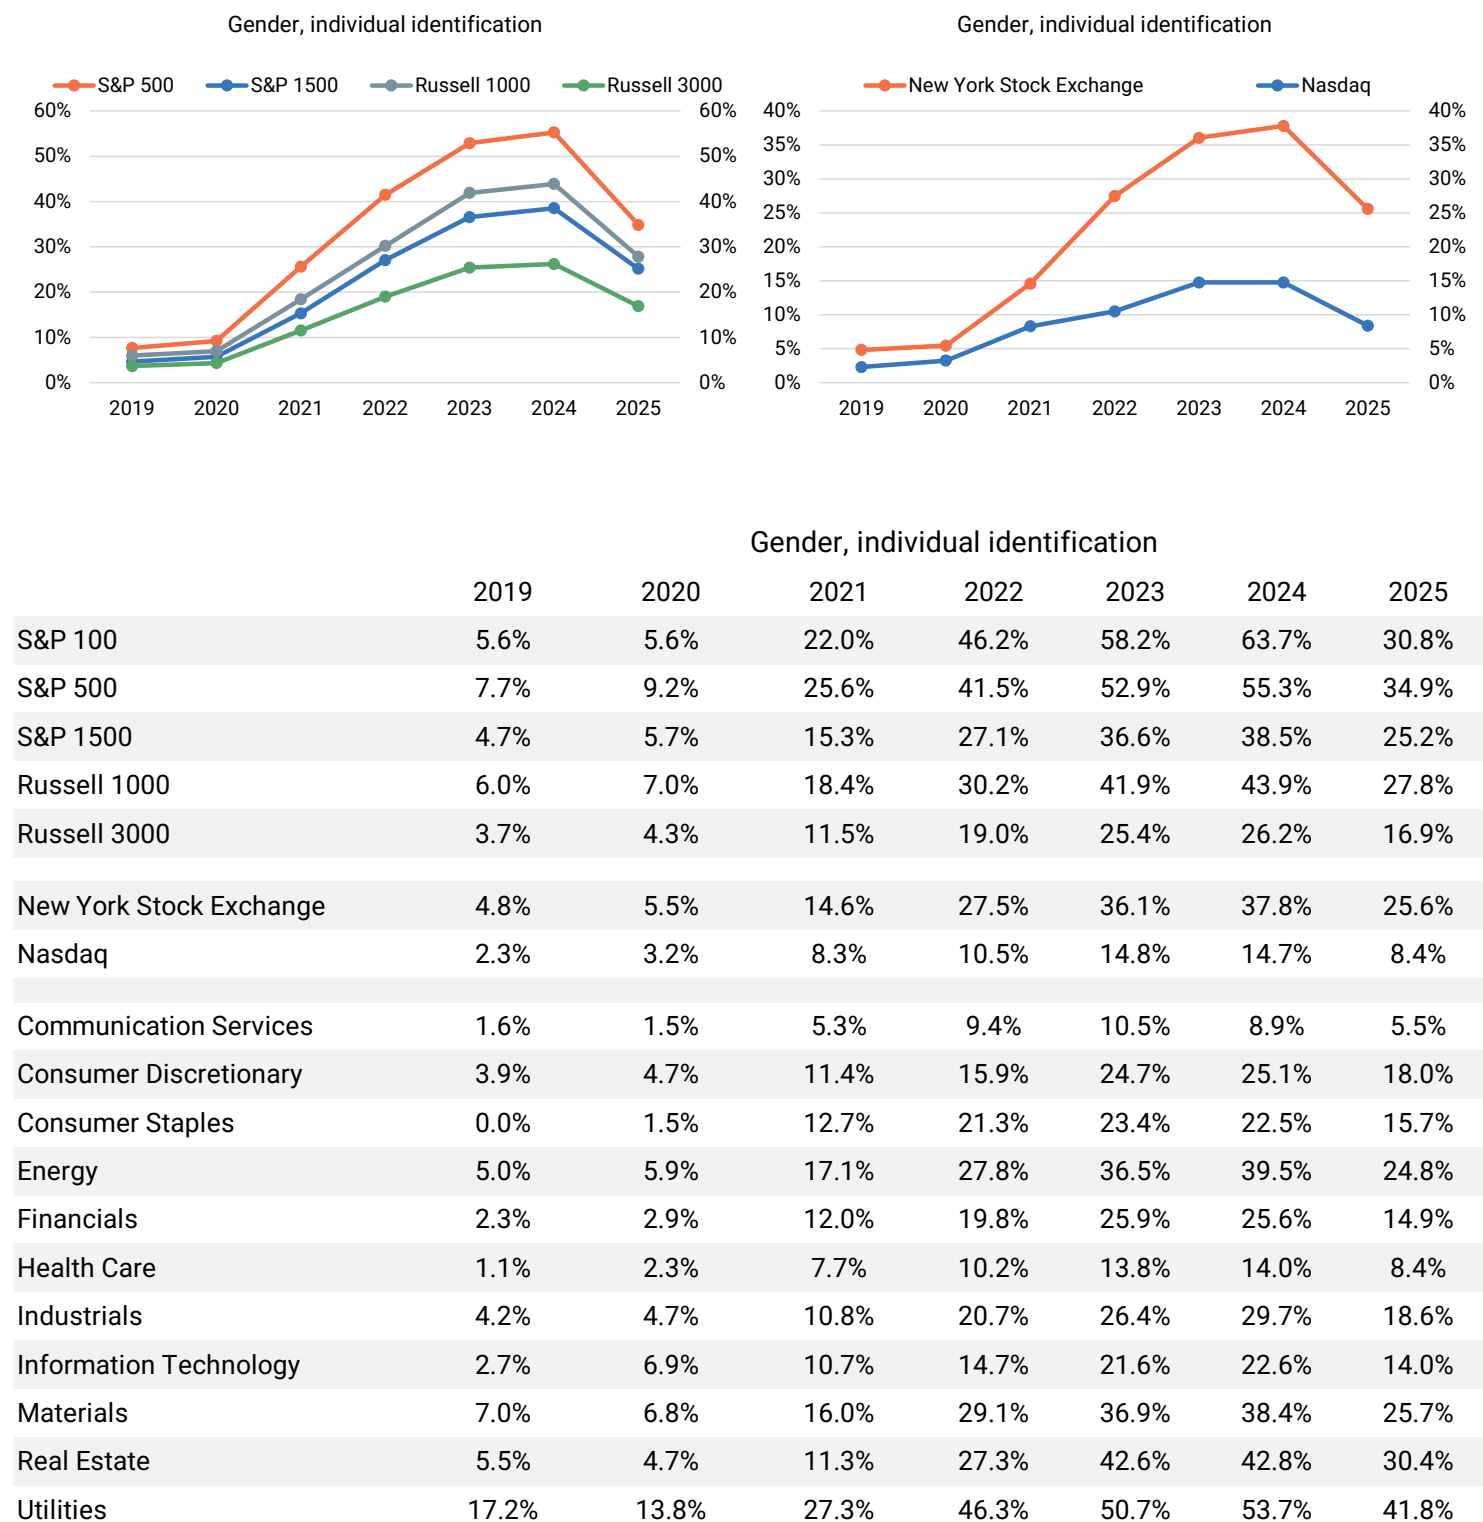 Gender, individual identification
S&P 500 S&P 1500 Russell 1000 Russell 3000
60% 60%
50% 50%
40% 40%
30% 30%
20% 20%
10% 10%
0% 0%
2019 2020 2021 2022 2023 2024 2025
Gender, individual identification
New York Stock Exchange Nasdaq
40% 40%
35% 35%
30% 30%
25% 25%
20% 20%
15% 15%
10% 10%
5% 5%
0% 0%
2019 2020 2021 2022 2023 2024 2025
Gender, individual identification
2019 2020 2021 2022 2023 2024 2025
S&P 100 5.6% 5.6% 22.0% 46.2% 58.2% 63.7% 30.8%
S&P 500 7.7% 9.2% 25.6% 41.5% 52.9% 55.3% 34.9%
S&P 1500 4.7% 5.7% 15.3% 27.1% 36.6% 38.5% 25.2%
Russell 1000 6.0% 7.0% 18.4% 30.2% 41.9% 43.9% 27.8%
Russell 3000 3.7% 4.3% 11.5% 19.0% 25.4% 26.2% 16.9%
New York Stock Exchange 4.8% 5.5% 14.6% 27.5% 36.1% 37.8% 25.6%
Nasdaq 2.3% 3.2% 8.3% 10.5% 14.8% 14.7% 8.4%
Communication Services 1.6% 1.5% 5.3% 9.4% 10.5% 8.9% 5.5%
Consumer Discretionary 3.9% 4.7% 11.4% 15.9% 24.7% 25.1% 18.0%
Consumer Staples 0.0% 1.5% 12.7% 21.3% 23.4% 22.5% 15.7%
Energy 5.0% 5.9% 17.1% 27.8% 36.5% 39.5% 24.8%
Financials 2.3% 2.9% 12.0% 19.8% 25.9% 25.6% 14.9%
Health Care 1.1% 2.3% 7.7% 10.2% 13.8% 14.0% 8.4%
Industrials 4.2% 4.7% 10.8% 20.7% 26.4% 29.7% 18.6%
Information Technology 2.7% 6.9% 10.7% 14.7% 21.6% 22.6% 14.0%
Materials 7.0% 6.8% 16.0% 29.1% 36.9% 38.4% 25.7%
Real Estate 5.5% 4.7% 11.3% 27.3% 42.6% 42.8% 30.4%
Utilities 17.2% 13.8% 27.3% 46.3% 50.7% 53.7% 41.8%